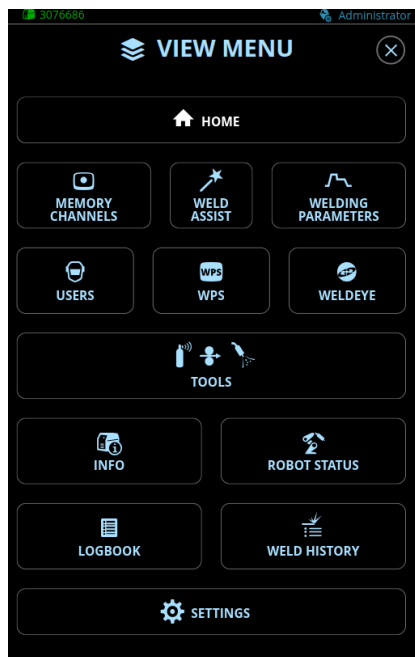 3076686 Administrator
VIEW MENU
HOME
MEMORY CHANNELS
WELD ASSIST
WELDING PARAMETERS
USERS
WPS
WPS
WELDEYE
TOOLS
INFO
ROBOT STATUS
LOGBOOK
WELD HISTORY
SETTINGS